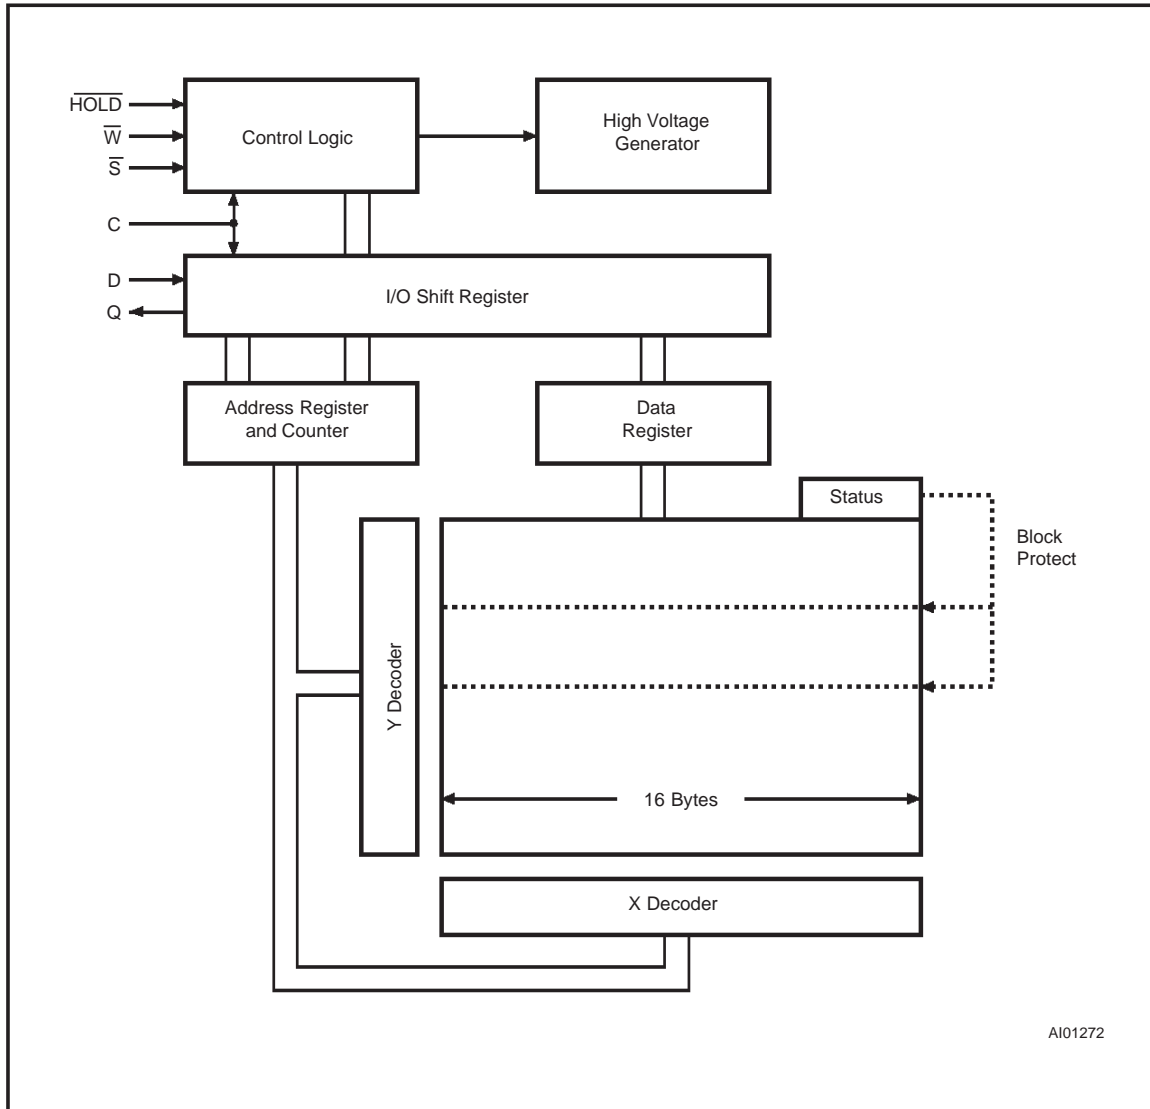 HOLD
W
S
C
D
Q
Control Logic
High Voltage
Generator
I/O Shift Register
Address Register
and Counter
Data
Register
Status
Block
Protect
Y Decoder
16 Bytes
X Decoder
AI01272